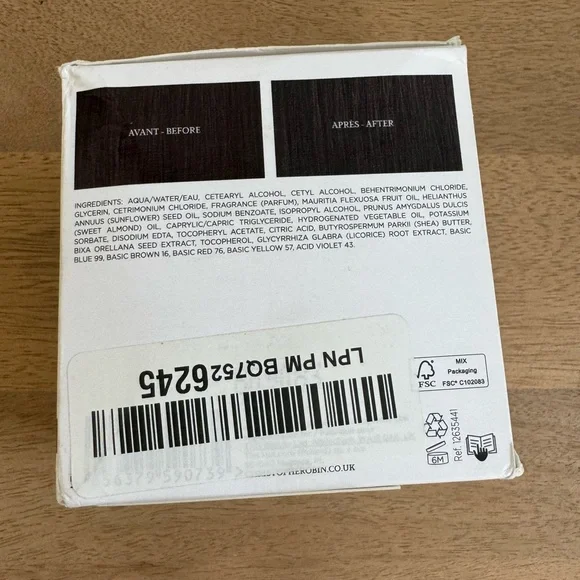 AVANT - BEFORE
APRÈS - AFTER
INGREDIENTS: AQUA/WATER/EAU, CETEARYL ALCOHOL, CETYL ALCOHOL, BEHENTRIMONIUM CHLORIDE,
GLYCERIN, CETRIMONIUM CHLORIDE, FRAGRANCE (PARFUM), MAURITIA FLEXUOSA FRUIT OIL, HELIANTHUS
ANNUUS (SUNFLOWER) SEED OIL, SODIUM BENZOATE, ISOPROPYL ALCOHOL, PRUNUS AMYGDALUS DULCIS
(SWEET ALMOND) OIL, CAPRYLIC/CAPRIC TRIGLYCERIDE, HYDROGENATED VEGETABLE OIL, POTASSIUM
SORBATE, DISODIUM EDTA, TOCOPHERYL ACETATE, CITRIC ACID, BUTYROSPERMUM PARKII (SHEA) BUTTER,
BIXA ORELLANA SEED EXTRACT, TOCOPHEROL, GLYCYRRHIZA GLABRA (LICORICE) ROOT EXTRACT, BASIC
BLUE 99, BASIC BROWN 16, BASIC RED 76, BASIC YELLOW 57, ACID VIOLET 43.
LPN PM BQ7526245
FSC
MIX
Packaging
FSC® C102083
6M
Ref. 12635441